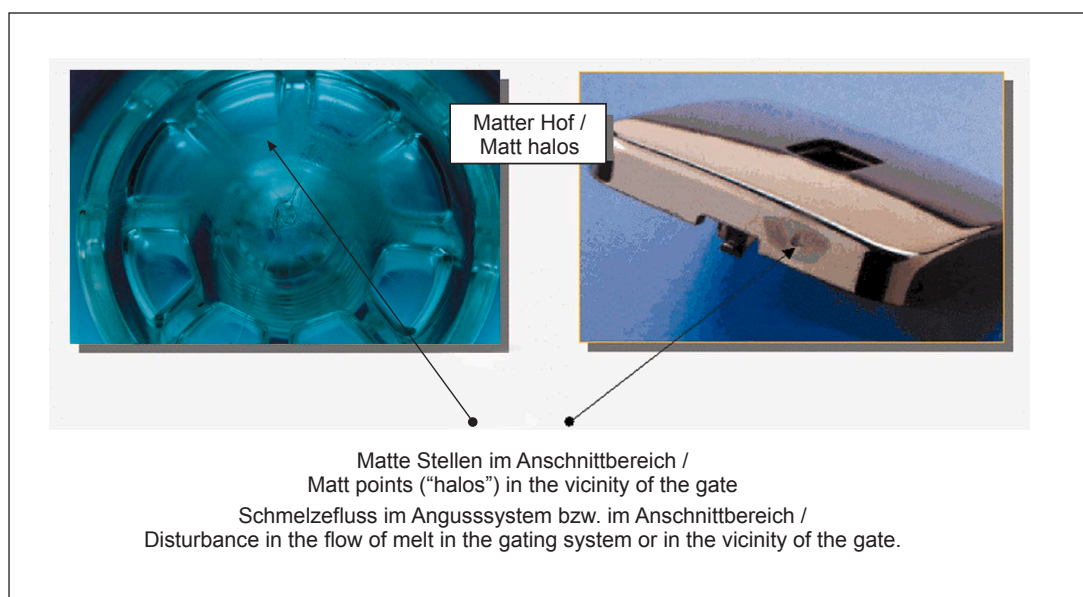 Matter Hof /
Matt halos
Matte Stellen im Anschnittbereich /
Matt points (“halos”) in the vicinity of the gate
Schmelzefluss im Angusssystem bzw. im Anschnittbereich /
Disturbance in the flow of melt in the gating system or in the vicinity of the gate.